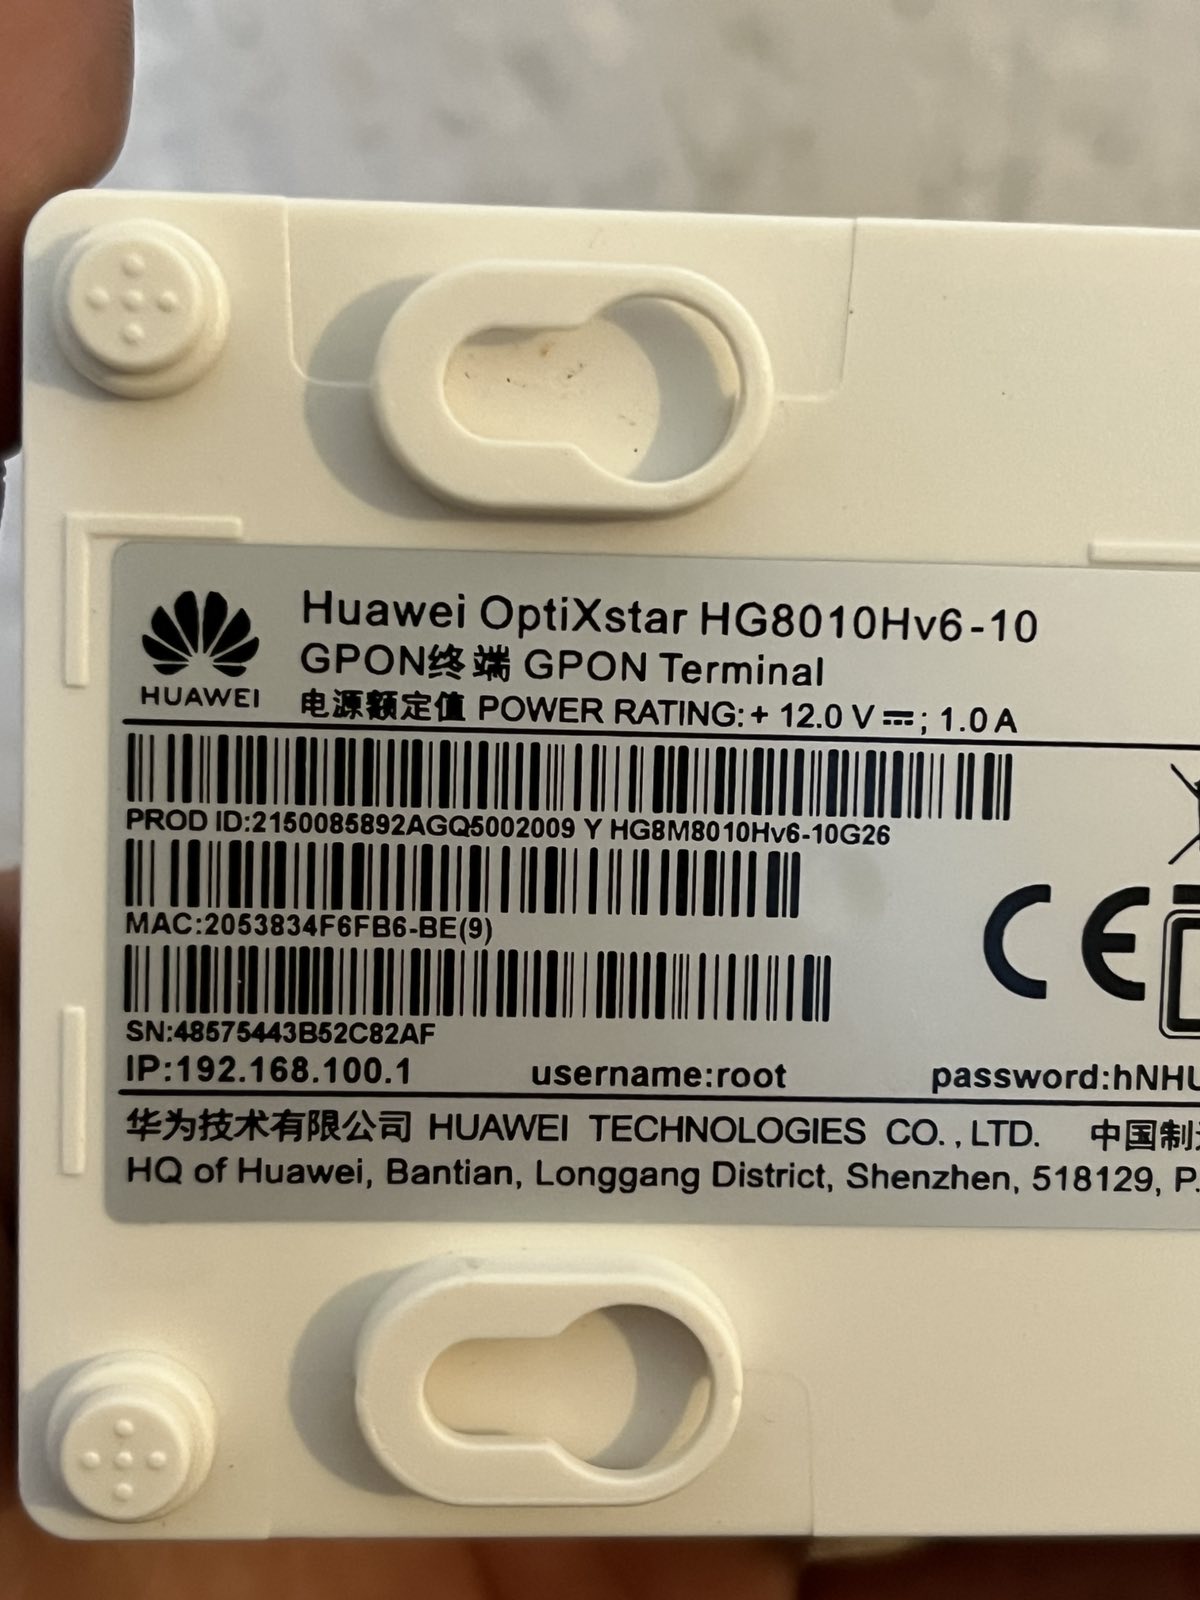 HUAWEI
Huawei OptiXstar HG8010Hv6-10
GPON终端 GPON Terminal
电源额定值 POWER RATING: + 12.0 V ⎓; 1.0 A
PROD ID:2150085892AGQ5002009 Y HG8M8010Hv6-10G26
MAC:2053834F6FB6-BE(9)
SN:48575443B52C82AF
CE
IP:192.168.100.1 username:root password:hNHU
华为技术有限公司 HUAWEI TECHNOLOGIES CO.,LTD. 中国制
HQ of Huawei, Bantian, Longgang District, Shenzhen, 518129, P.